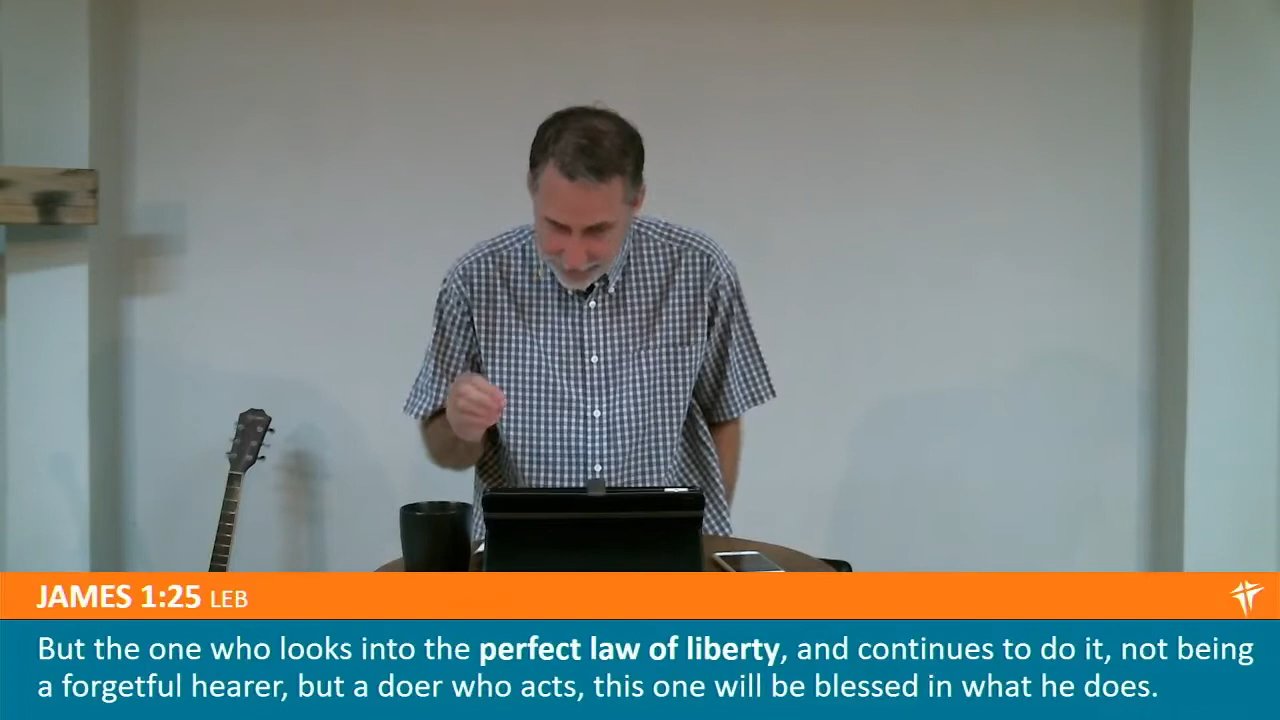 JAMES 1:25 LEB
But the one who looks into the perfect law of liberty, and continues to do it, not being
a forgetful hearer, but a doer who acts, this one will be blessed in what he does.